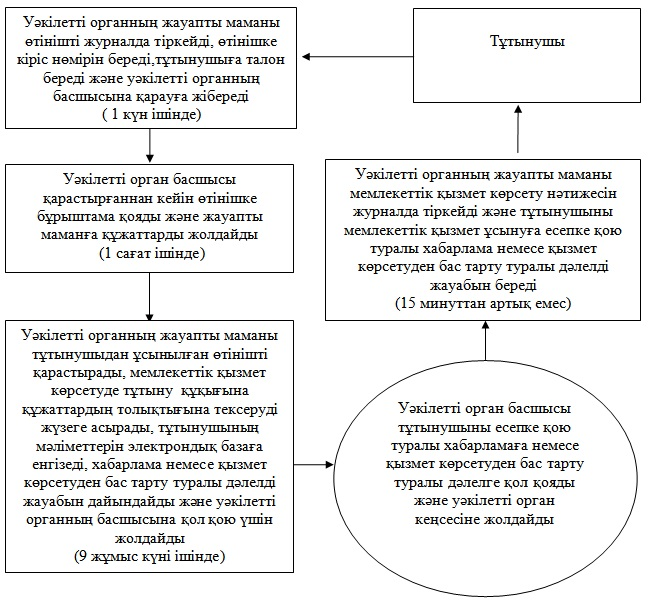 Тұтынушы
Уәкілетті органның жауапты маманы
өтінішті журналда тіркейді, өтінішке
кіріс нөмірін береді,тұтынушыға талон
береді және уәкілетті органның
басшысына қарауға жібереді
( 1 күн ішінде)
Уәкілетті орган басшысы
қарастырғаннан кейін өтінішке
бұрыштама қояды және жауапты
маманға құжаттарды жолдайды
(1 сағат ішінде)
Уәкілетті органның жауапты маманы
тұтынушыдан ұсынылған өтінішті
қарастырады, мемлекеттік қызмет
көрсетуде тұтыну құқығына
құжаттардың толықтығына тексеруді
жүзеге асырады, тұтынушының
мәліметтерін электрондық базаға
енгізеді, хабарлама немесе қызмет
көрсетуден бас тарту туралы дәлелді
жауабын дайындайды және уәкілетті
органның басшысына қол қою үшін
жолдайды
(9 жұмыс күні ішінде)
Уәкілетті орган басшысы
тұтынушыны есепке қою
туралы хабарламаға немесе
қызмет көрсетуден бас тарту
туралы дәлелге қол қояды
және уәкілетті орган
кеңсесіне жолдайды
Уәкілетті органның жауапты маманы
мемлекеттік қызмет көрсету нәтижесін
журналда тіркейді және тұтынушыны
мемлекеттік қызмет ұсынуға есепке қою
туралы хабарлама немесе қызмет
көрсетуден бас тарту туралы дәлелді
жауабын береді
(15 минуттан артық емес)